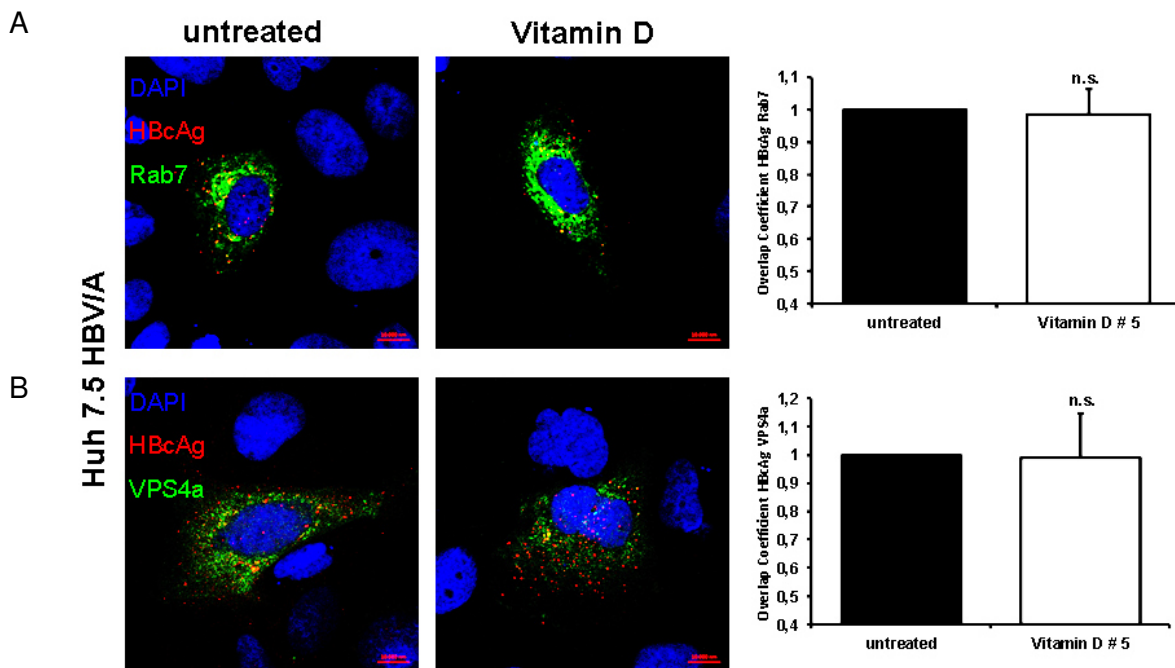 A
untreated
Vitamin D
DAPI
HBcAg
Rab7
Overlap Coefficient HBcAg Rab7
1,1
1
0,9
0,8
0,7
0,6
0,5
0,4
n.s.
untreated
Vitamin D # 5
Huh 7.5 HBV/A
B
DAPI
HBcAg
VPS4a
Overlap Coefficient HBcAg VPS4a
1,2
1,1
1
0,9
0,8
0,7
0,6
0,5
0,4
n.s.
untreated
Vitamin D # 5